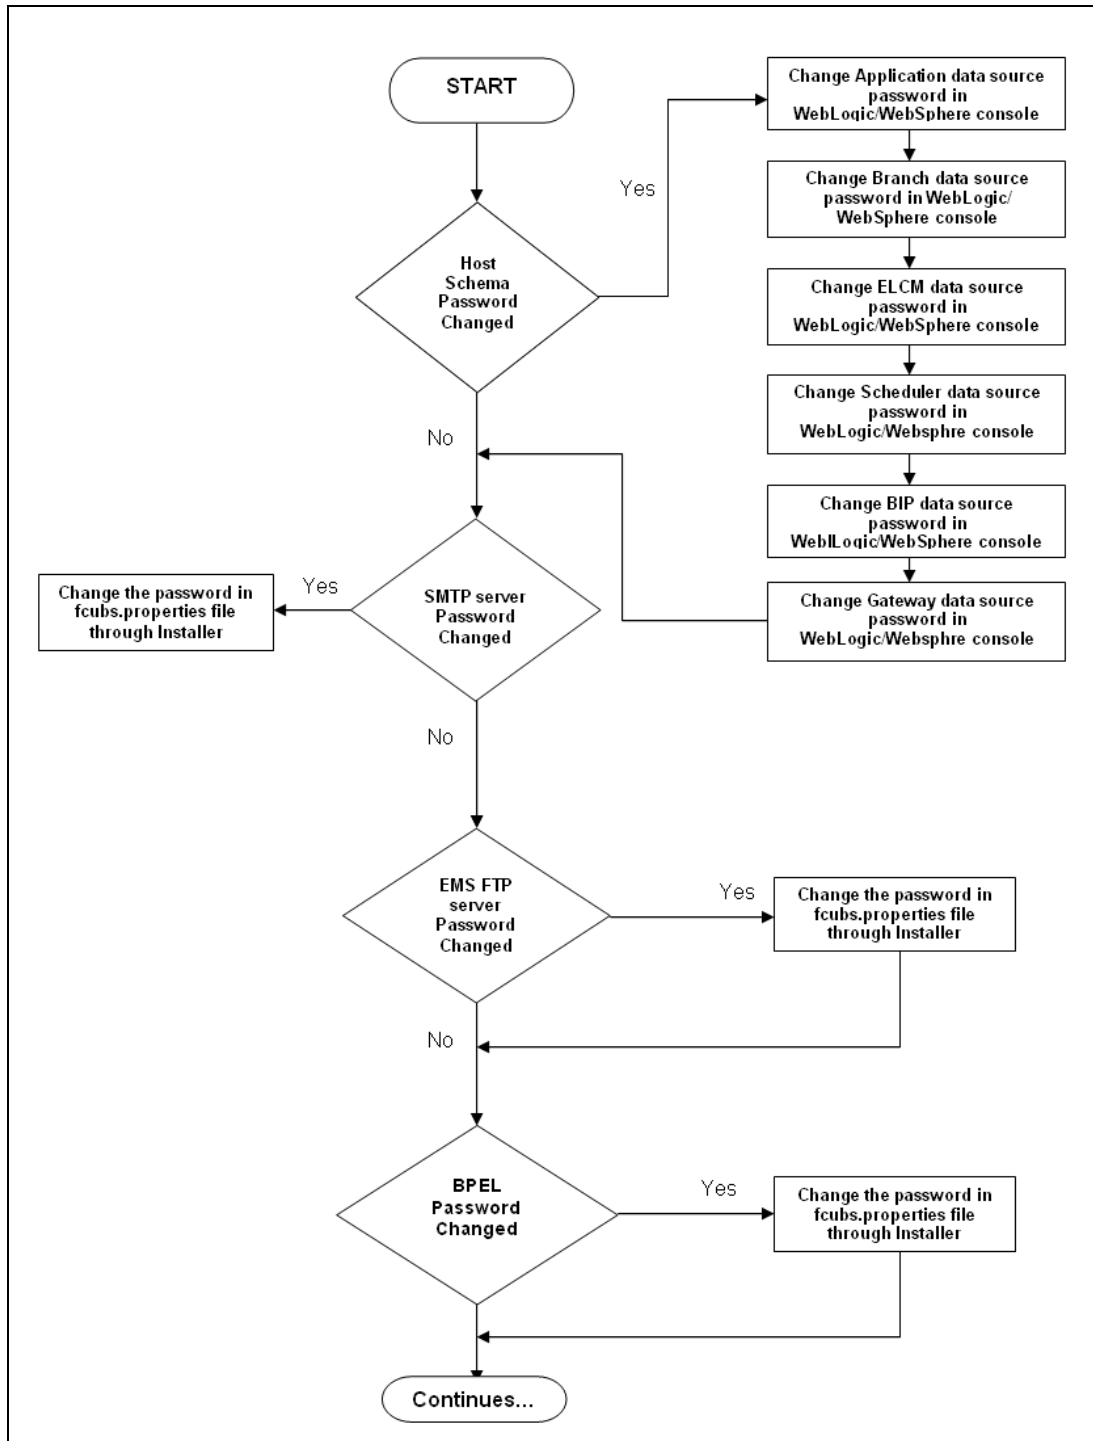 START
Change Application data source
password in
WebLogic/WebSphere console
Yes
Change Branch data source
password in WebLogic/
WebSphere console
Host
Schema
Password
Changed
Change ELCM data source
password in
WebLogic/WebSphere console
Change Scheduler data source
password in
WebLogic/Websphre console
No
Change BIP data source
password in
WeblLogic/WebSphere console
Yes
Change the password in
fcubs.properties file
through Installer
SMTP server
Password
Changed
Change Gateway data source
password in
WebLogic/Websphre console
No
EMS FTP
server
Password
Changed
Yes
Change the password in
fcubs.properties file
through Installer
No
BPEL
Password
Changed
Yes
Change the password in
fcubs.properties file
through Installer
Continues...